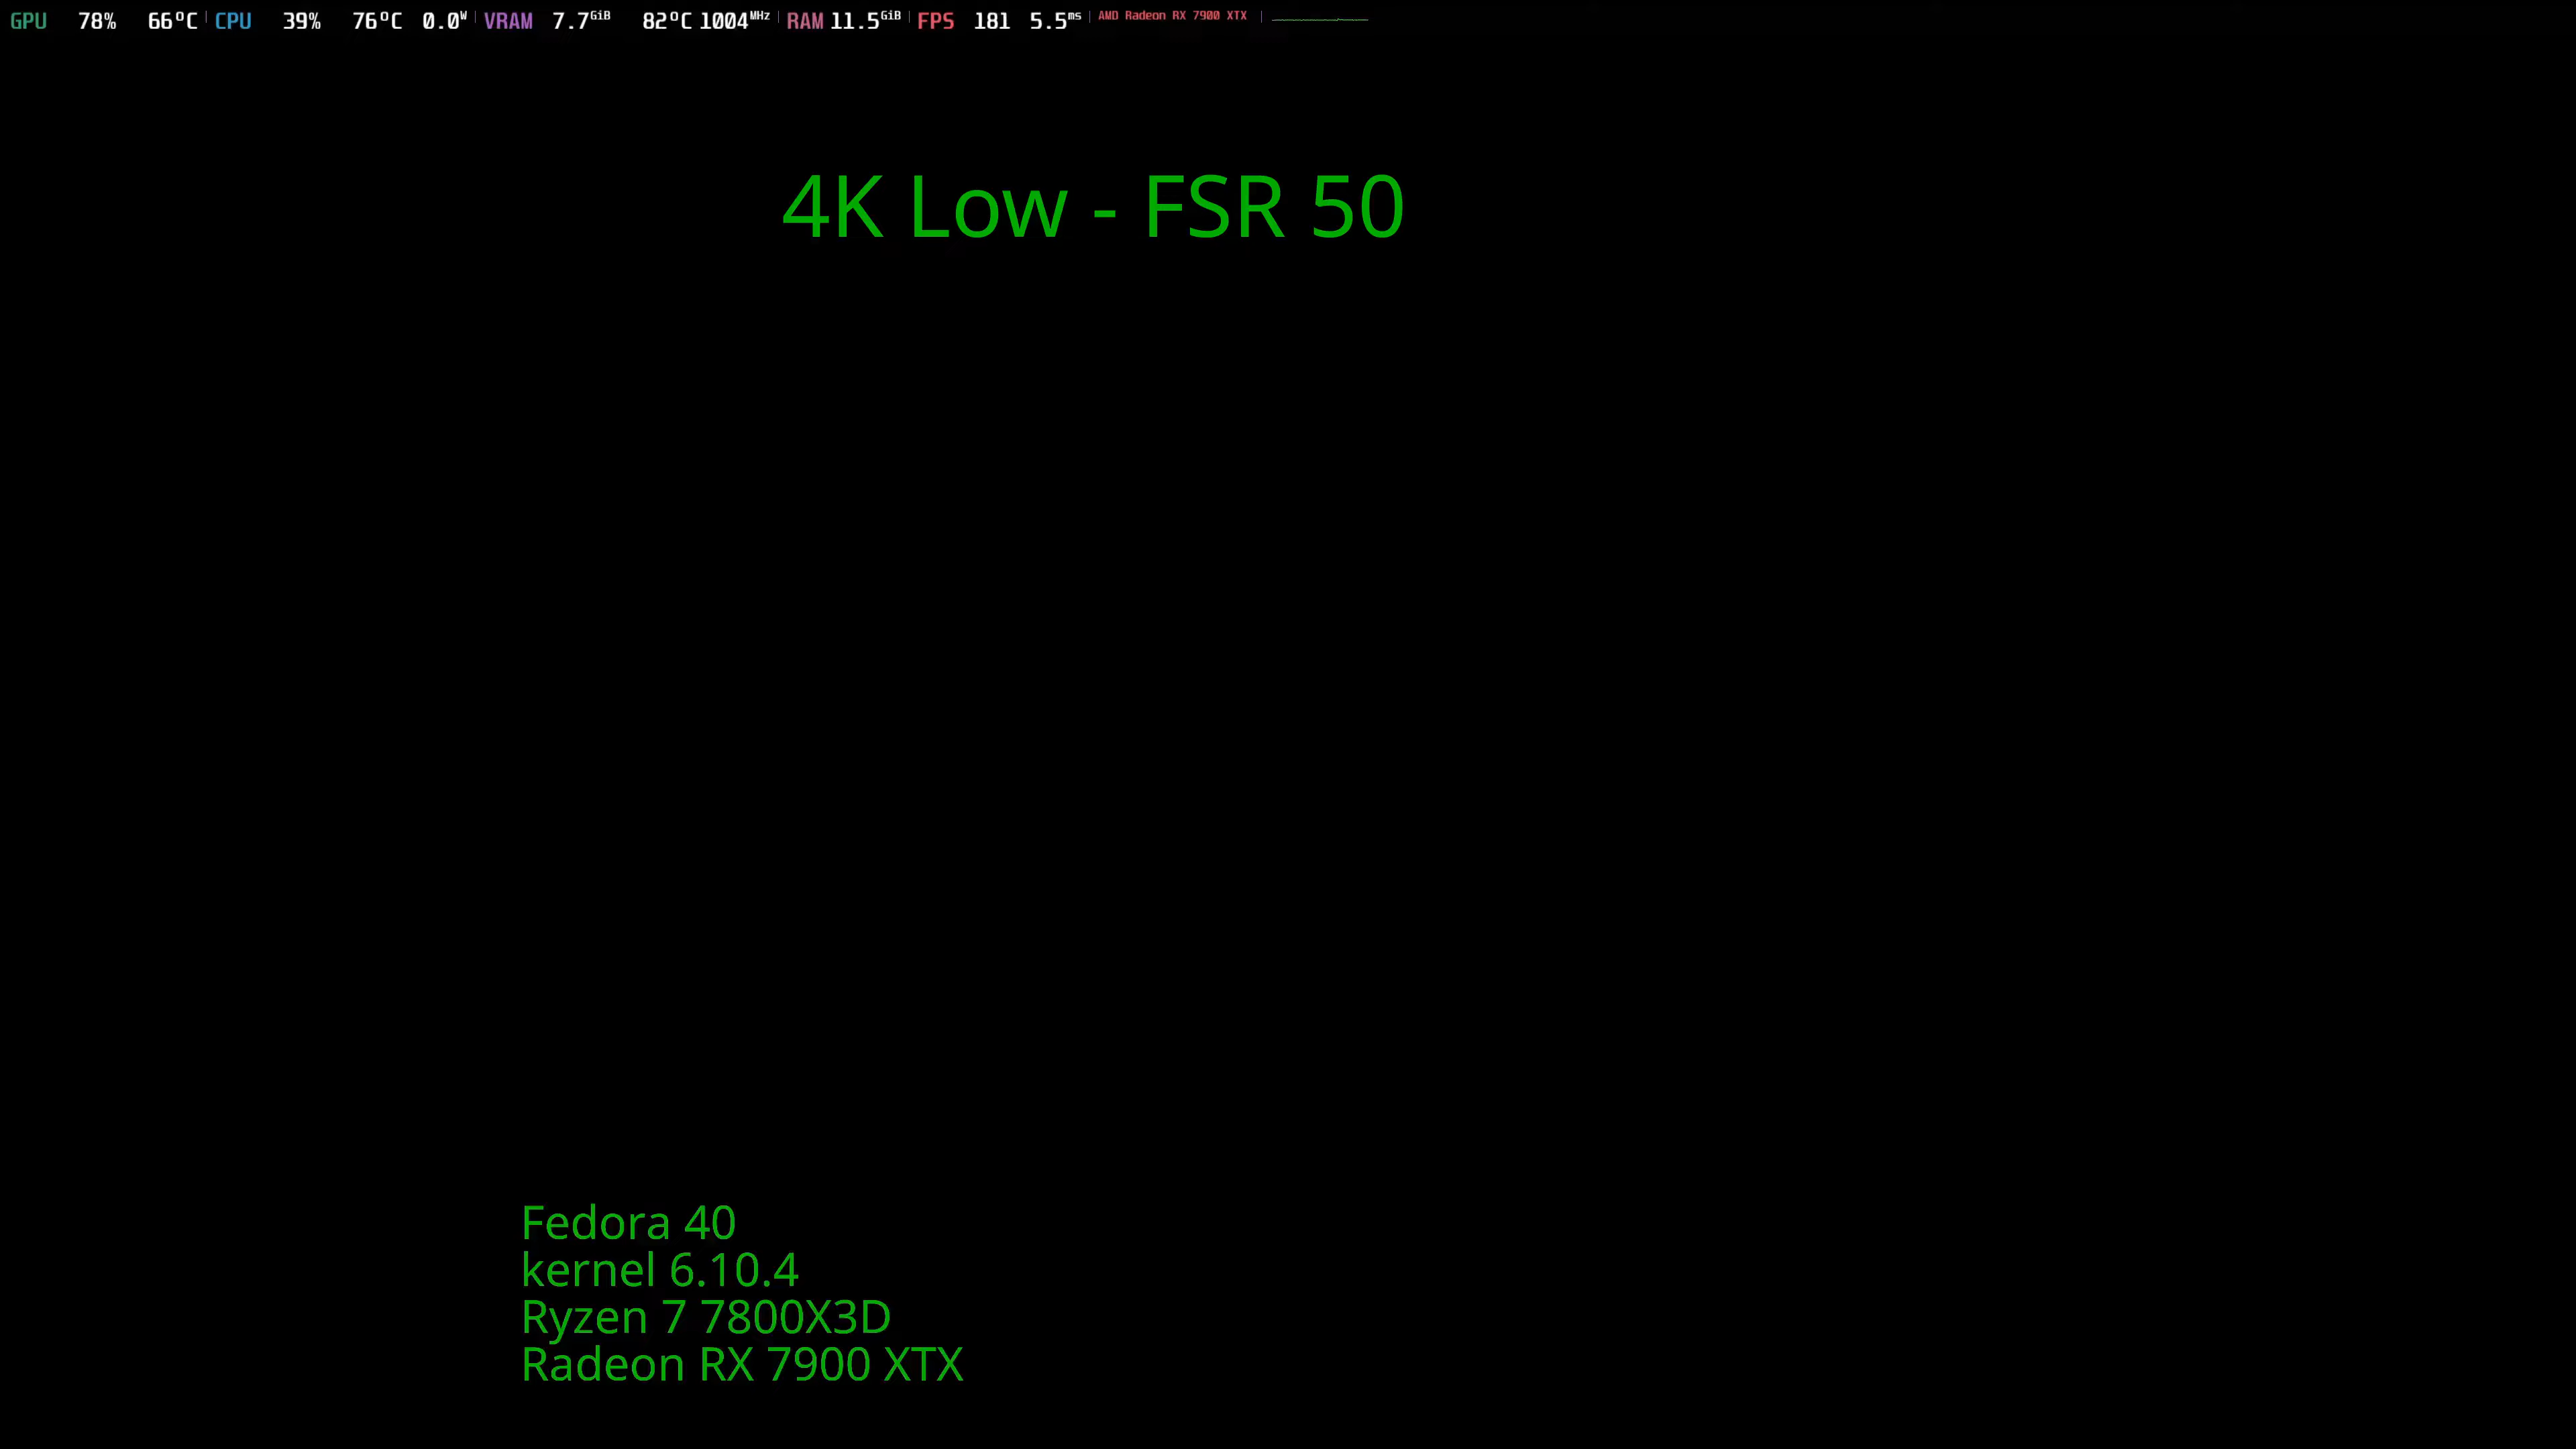 GPU 78% 66°C CPU 39% 76°C 0.0W VRAM 7.7GiB 82°C 1004MHz RAM 11.5GiB FPS 181 5.5ms AMD Radeon RX 7900 XTX
4K Low - FSR 50
Fedora 40
kernel 6.10.4
Ryzen 7 7800X3D
Radeon RX 7900 XTX